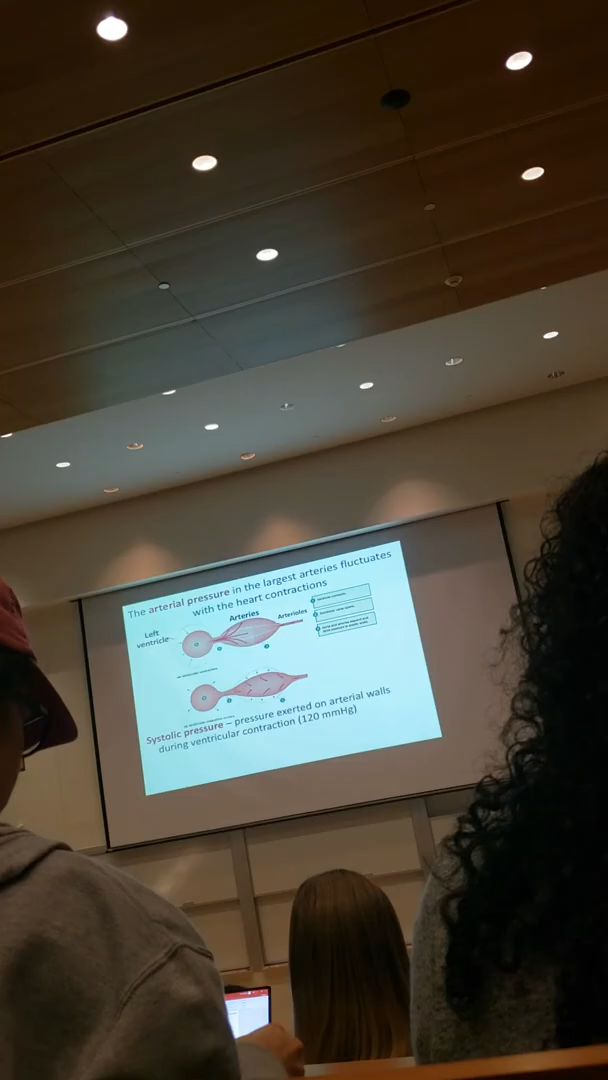 The arterial pressure in the largest arteries fluctuates
with the heart contractions
Arteries
Arterioles
Left
ventricle
Systolic pressure – pressure exerted on arterial walls
during ventricular contraction (120 mmHg)